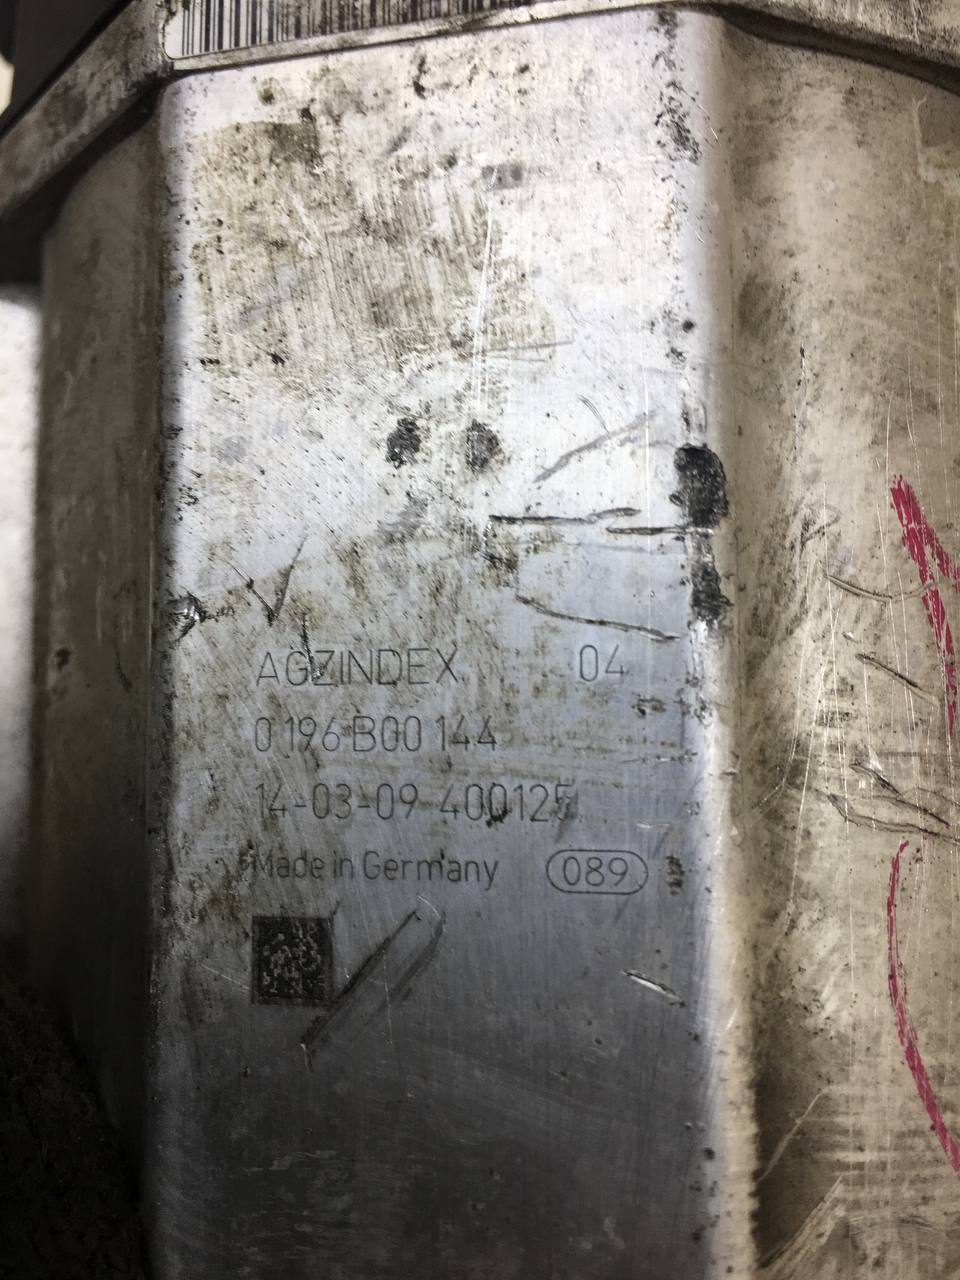 AGZINDEX 04
0 196 B00 144
14-03-09 400125
Made in Germany 089